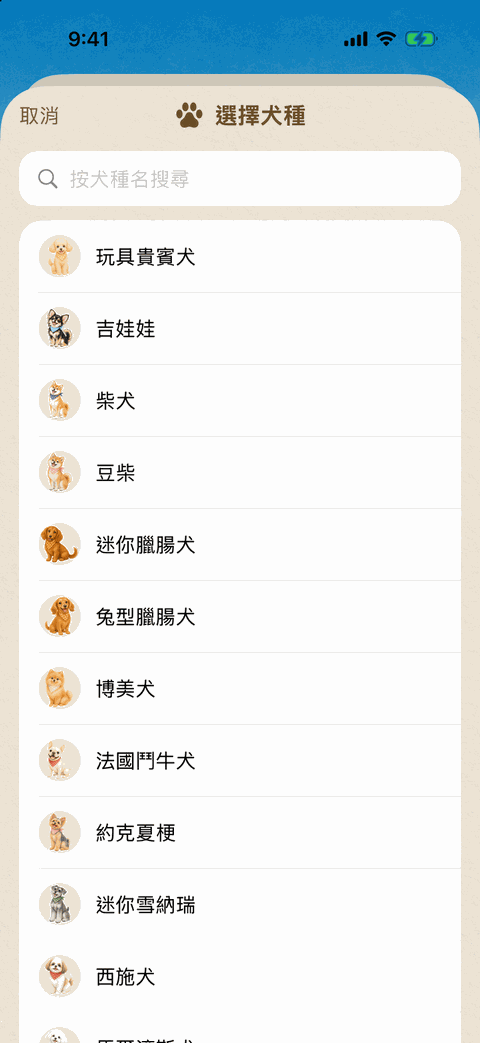 9:41
取消
選擇犬種
按犬種名搜尋
玩具貴賓犬
吉娃娃
柴犬
豆柴
迷你臘腸犬
兔型臘腸犬
博美犬
法國鬥牛犬
約克夏梗
迷你雪納瑞
西施犬